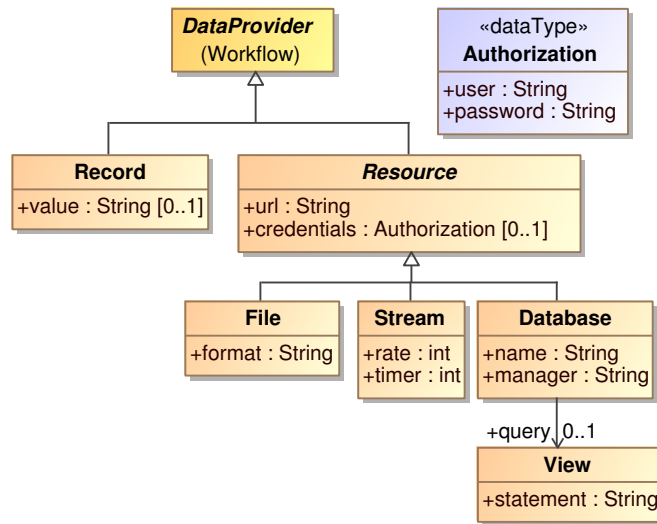 DataProvider
(Workflow)
«dataType»
Authorization
+user : String
+password : String
Record
+value : String [0..1]
Resource
+url : String
+credentials : Authorization [0..1]
File
+format : String
Stream
+rate : int
+timer : int
Database
+name : String
+manager : String
+query 0..1
View
+statement : String